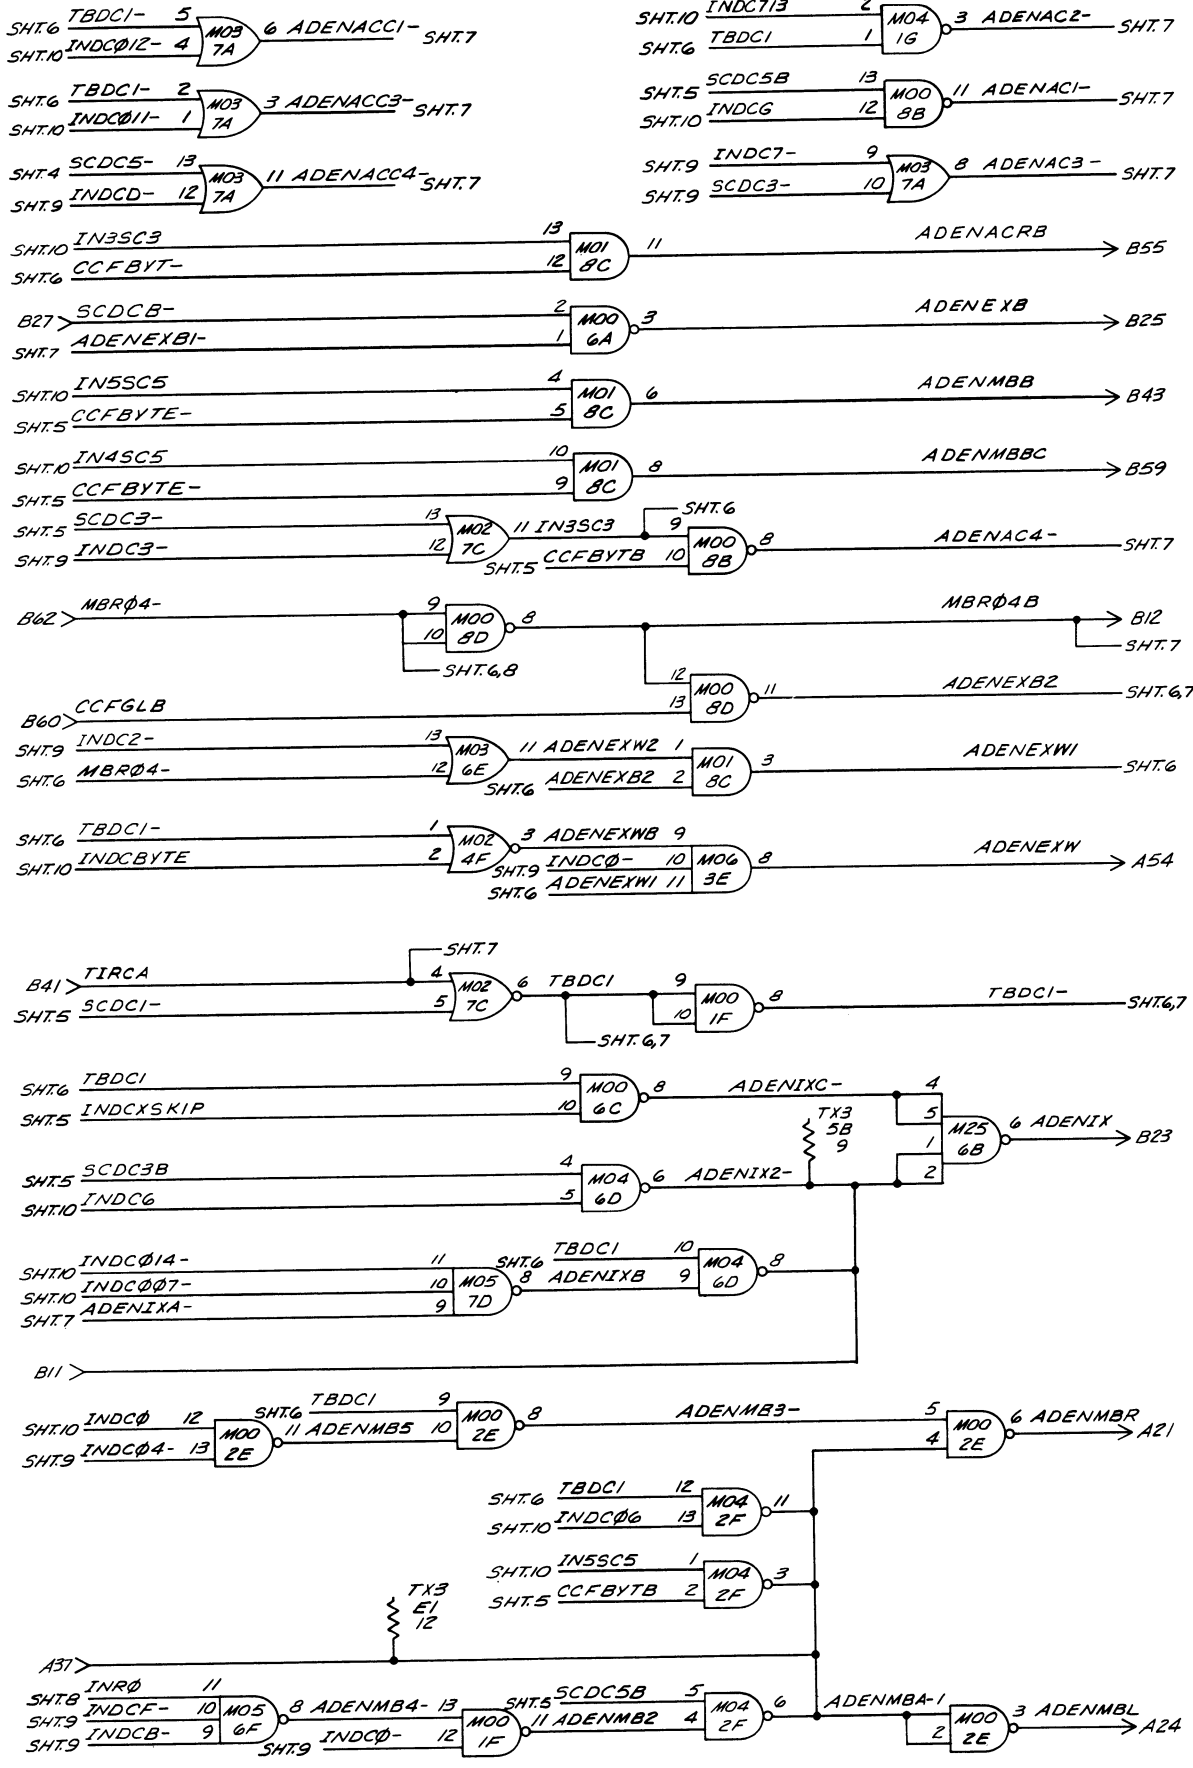 SHT.6 TBDC1- 5 M03 7A 6 ADENACC1- SHT.7
SHT.10 INDCØ12- 4
SHT.10 INDC713 2 M04 1G 3 ADENAC2- SHT.7
SHT.6 TBDC1 1
SHT.6 TBDC1- 2 M03 7A 3 ADENACC3- SHT.7
SHT.10 INDCØ11- 1
SHT.5 SCDC5B 13 M00 8B 11 ADENAC1- SHT.7
SHT.10 INDCG 12
SHT.4 SCDC5- 13 M03 7A 11 ADENACC4- SHT.7
SHT.9 INDCD- 12
SHT.9 INDC7- 9 M03 7A 8 ADENAC3- SHT.7
SHT.9 SCDC3- 10
SHT.10 IN3SC3 13 M01 8C 11 ADENACRB B55
SHT.6 CCFBYT- 12
B27 SCDCB- 2 M00 6A 3 ADENEXB B25
SHT.7 ADENEXB1- 1
SHT.10 IN5SC5 4 M01 8C 6 ADENMBB B43
SHT.5 CCFBYTE- 5
SHT.10 IN4SC5 10 M01 8C 8 ADENMBBC B59
SHT.5 CCFBYTE- 9
SHT.5 SCDC3- 13 M02 7C 11 IN3SC3 SHT.6 9 M00 8B 8 ADENAC4- SHT.7
SHT.9 INDC3- 12 SHT.5 CCFBYTB 10
B62 MBRØ4- 9 M00 8D 8 MBRØ4B B12
10 SHT.7
SHT.6,8
12 M00 8D 11 ADENEXB2 SHT.6,7
B60 CCFGLB 13
SHT.9 INDC2- 13 M03 6E 11 ADENEXW2 1 M01 8C 3 ADENEXW1 SHT.6
SHT.6 MBRØ4- 12 SHT.6 ADENEXB2 2
SHT.6 TBDC1- 1 M02 4F 3 ADENEXWB 9 M06 3E 8 ADENEXW A54
SHT.10 INDCBYTE 2 SHT.9 INDCØ- 10
SHT.6 ADENEXW1 11
SHT.7
B41 TIRCA 4 M02 7C 6 TBDC1 9 M00 1F 8 TBDC1- SHT.6,7
SHT.5 SCDC1- 5 10
SHT.6,7
SHT.6 TBDC1 9 M00 6C 8 ADENIXC- 4
SHT.5 INDCXSKIP 10 TX3 5B 9 5 M25 6B 6 ADENIX B23
1
SHT.5 SCDC3B 4 M04 6D 6 ADENIX2- 2
SHT.10 INDC6 5
SHT.10 INDCØ14- 11 M05 7D 8 SHT.6 TBDC1 10 M04 6D 8
SHT.10 INDCØØ7- 10 ADENIXB 9
SHT.7 ADENIXA- 9
B11
SHT.6 TBDC1 9 M00 2E 8 ADENMB3- 5 M00 2E 6 ADENMBR A21
SHT.10 INDCØ 12 M00 2E 11 ADENMB5 10 4
SHT.9 INDCØ4- 13
SHT.6 TBDC1 12 M04 2F 11
SHT.10 INDCØ6 13
SHT.10 IN5SC5 1 M04 2F 3
SHT.5 CCFBYTB 2
TX3 E1 12
A37
SHT.8 INRØ 11 M05 6F 8 ADENMB4- 13 M00 1F 11 ADENMB2 4
SHT.9 INDCF- 10 SHT.5 SCDC5B 5 M04 2F 6 ADENMBA- 1 M00 2E 3 ADENMBL A24
SHT.9 INDCB- 9 SHT.9 INDCØ- 12 2